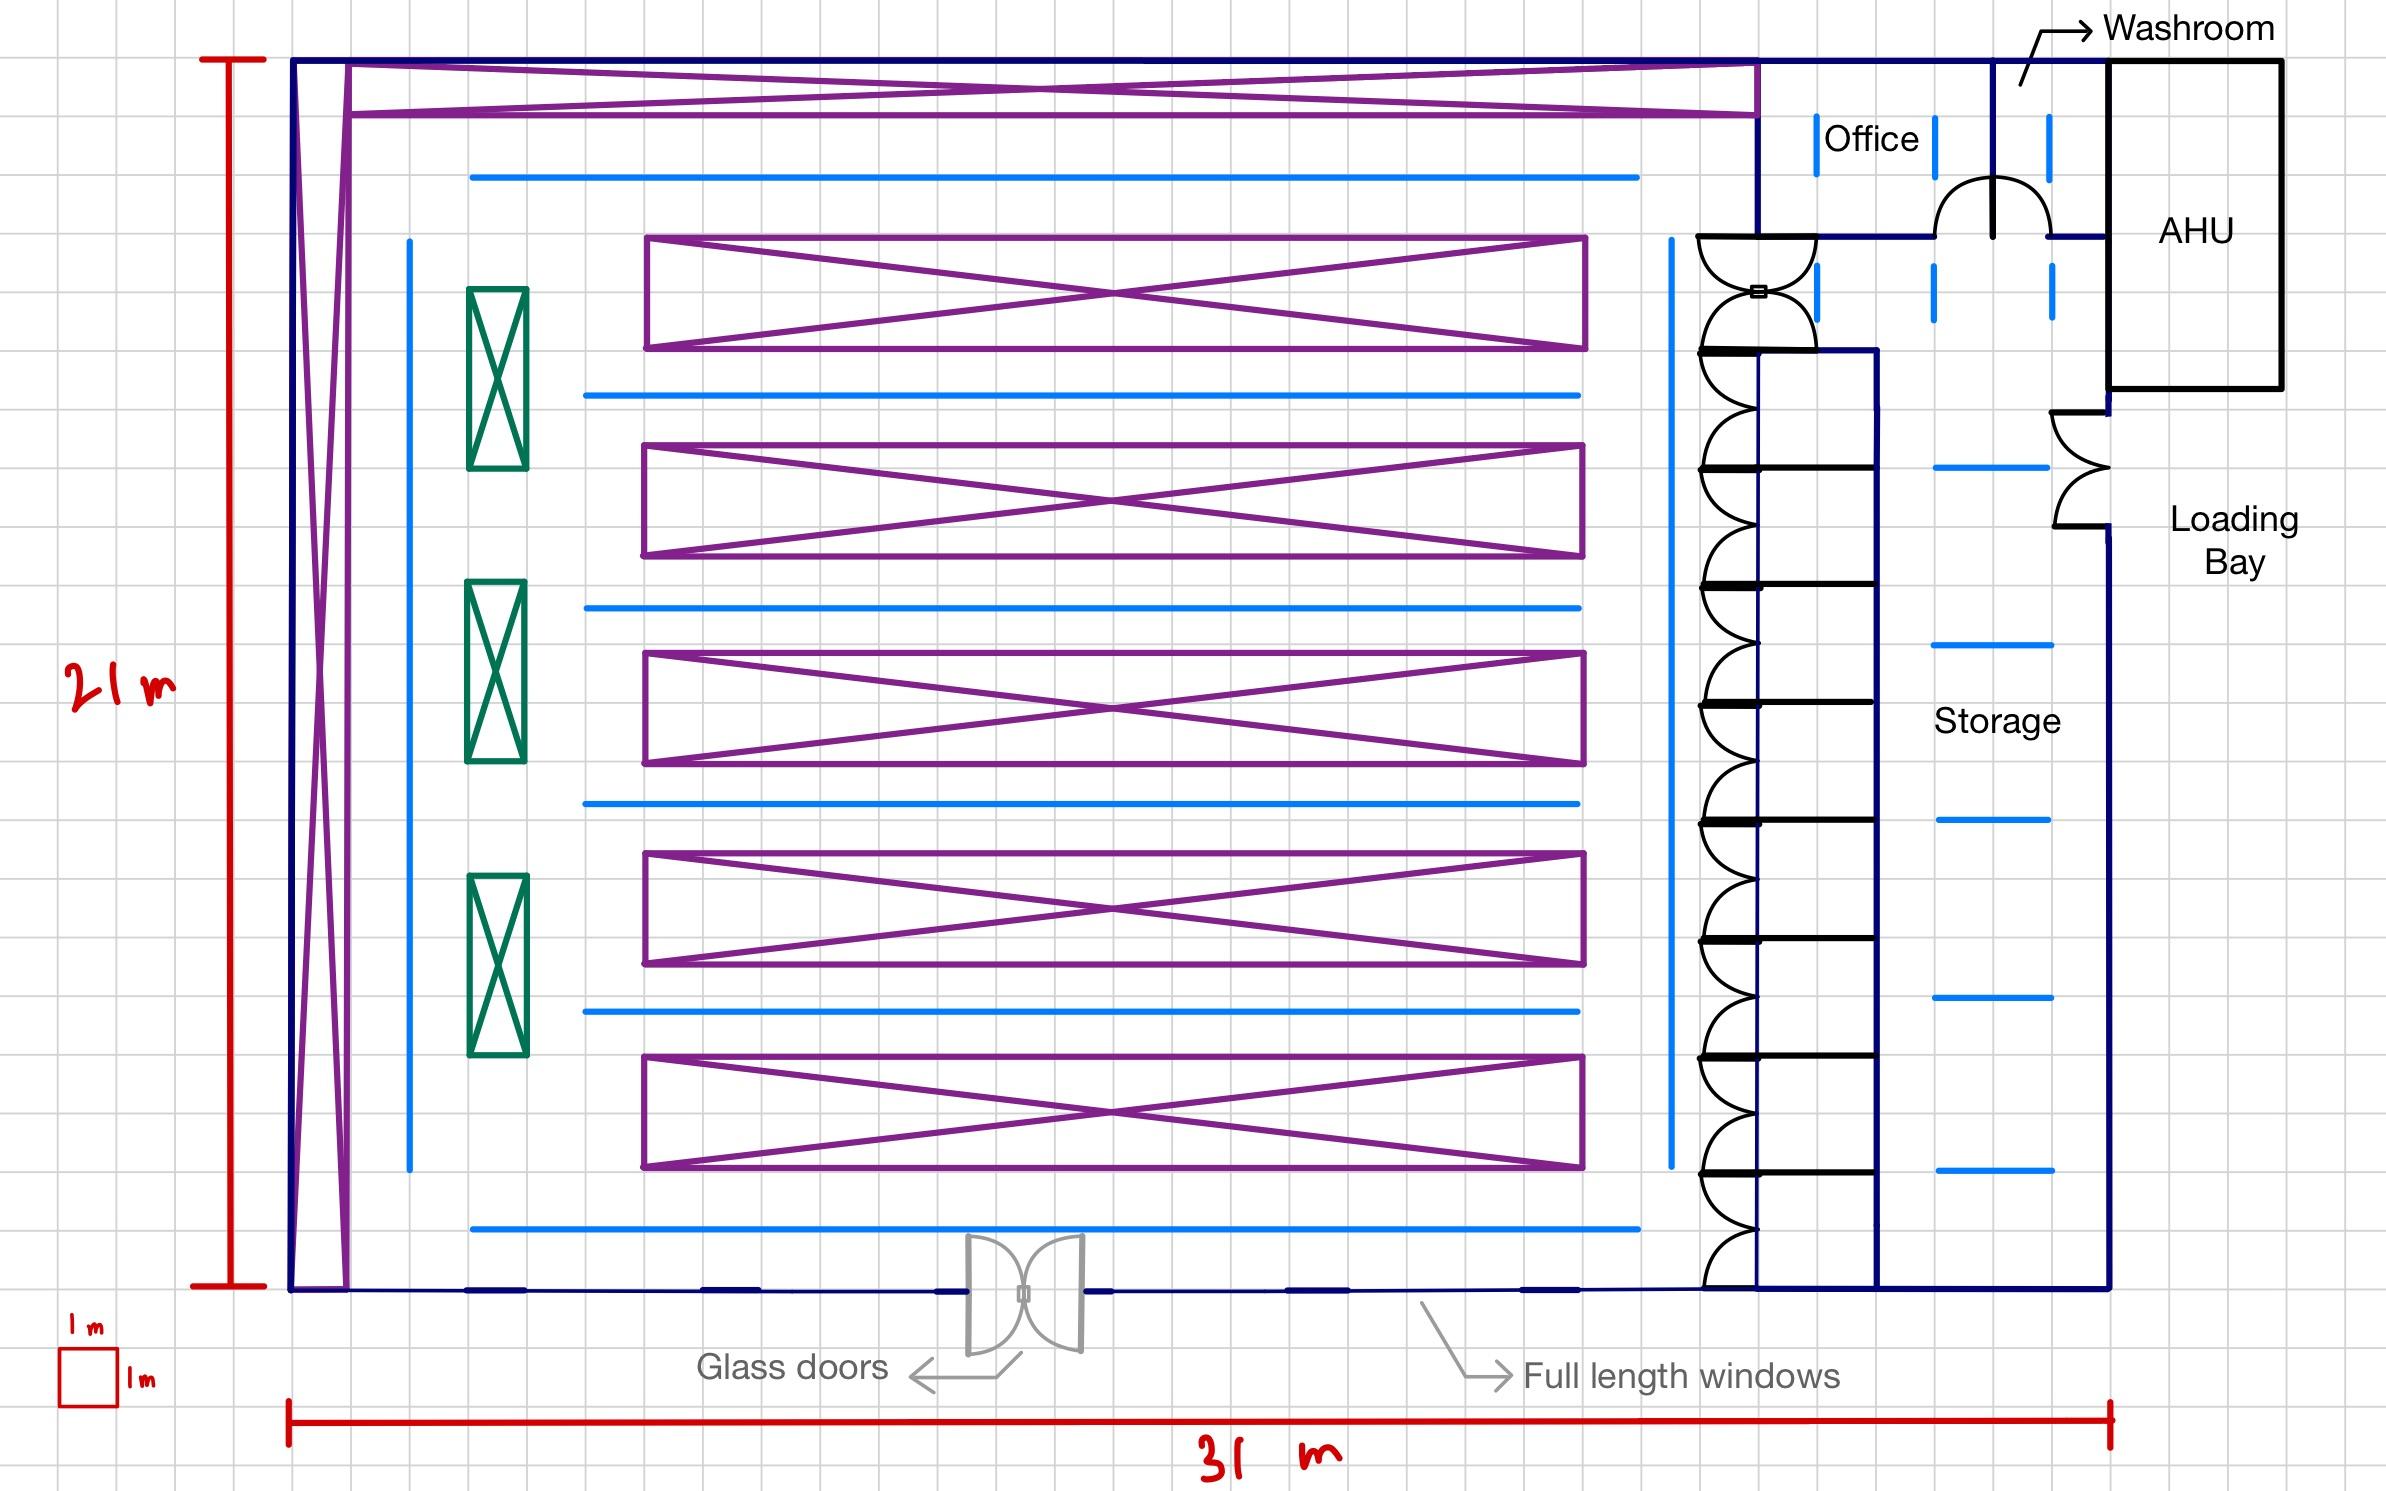 Washroom
Office
AHU
Loading
Bay
21 m
Storage
1 m
1 m
Glass doors
Full length windows
31 m